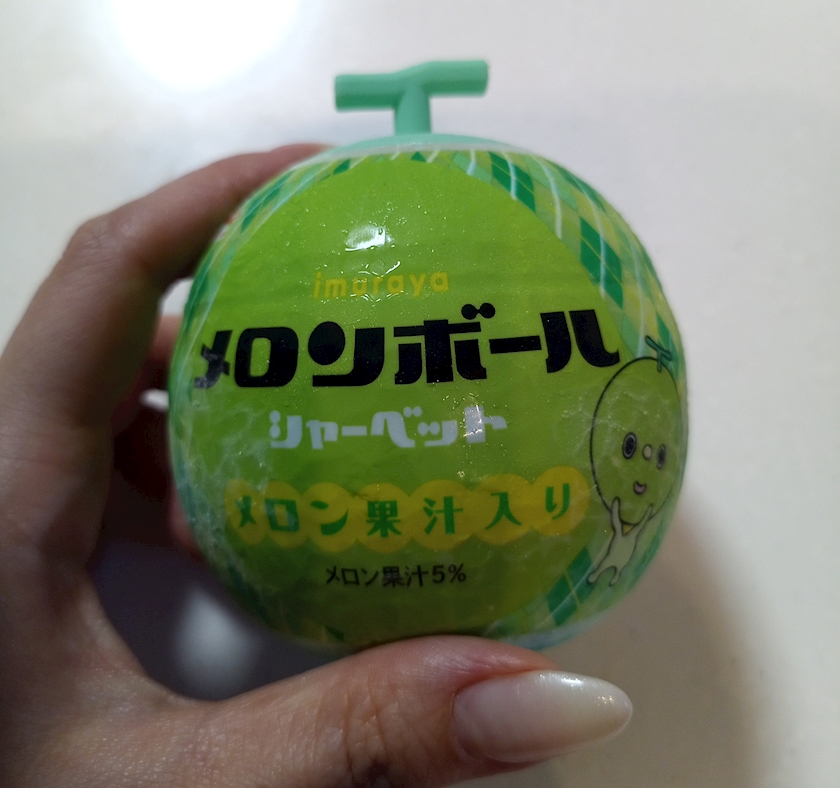 imuraya
メロンボール
シャーベット
メロン果汁入り
メロン果汁5%